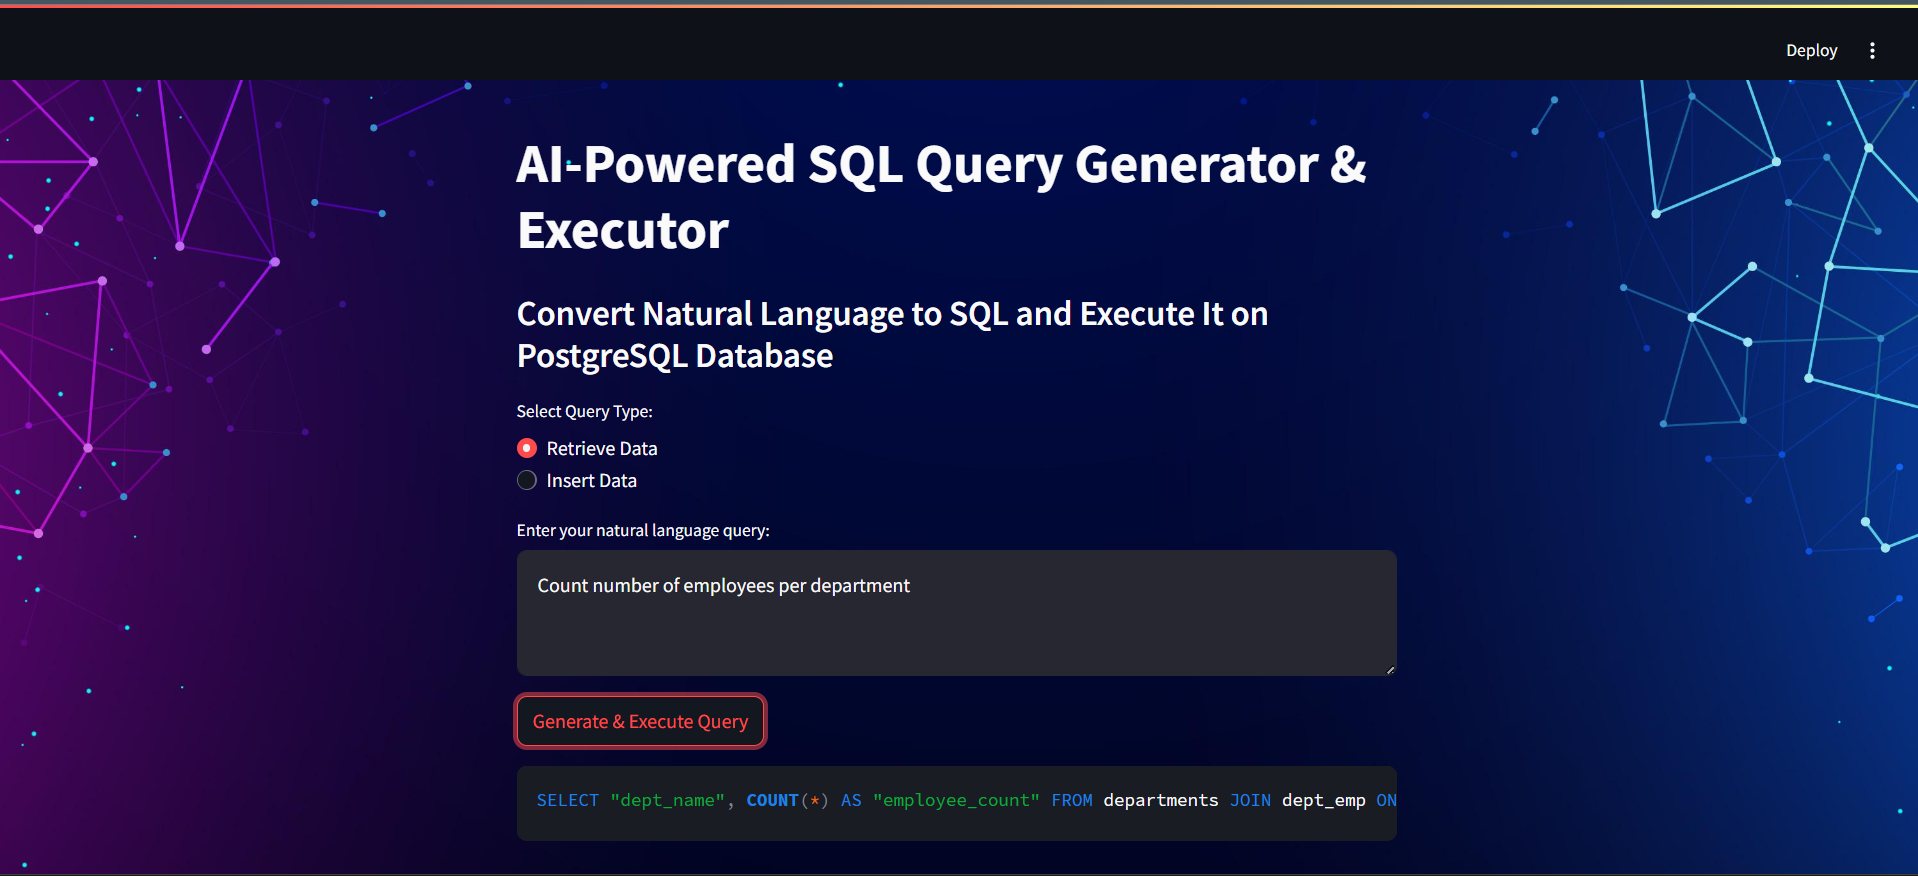 Deploy
AI-Powered SQL Query Generator &
Executor
Convert Natural Language to SQL and Execute It on
PostgreSQL Database
Select Query Type:
Retrieve Data
Insert Data
Enter your natural language query:
Count number of employees per department
Generate & Execute Query
SELECT "dept_name", COUNT(*) AS "employee_count" FROM departments JOIN dept_emp ON